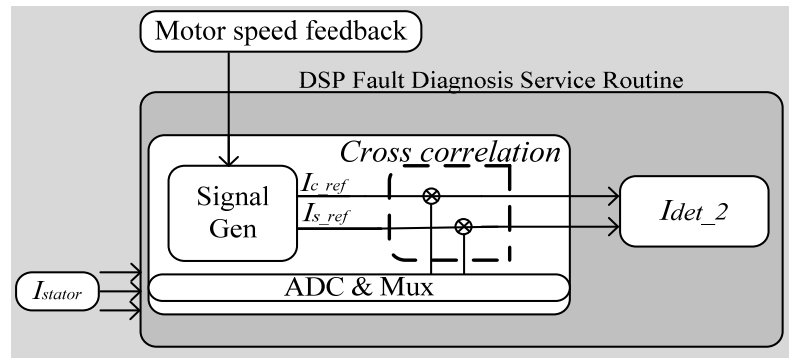 Motor speed feedback
DSP Fault Diagnosis Service Routine
Cross correlation
Signal
Gen
Ic_ref
Is_ref
Idet_2
Istator
ADC & Mux